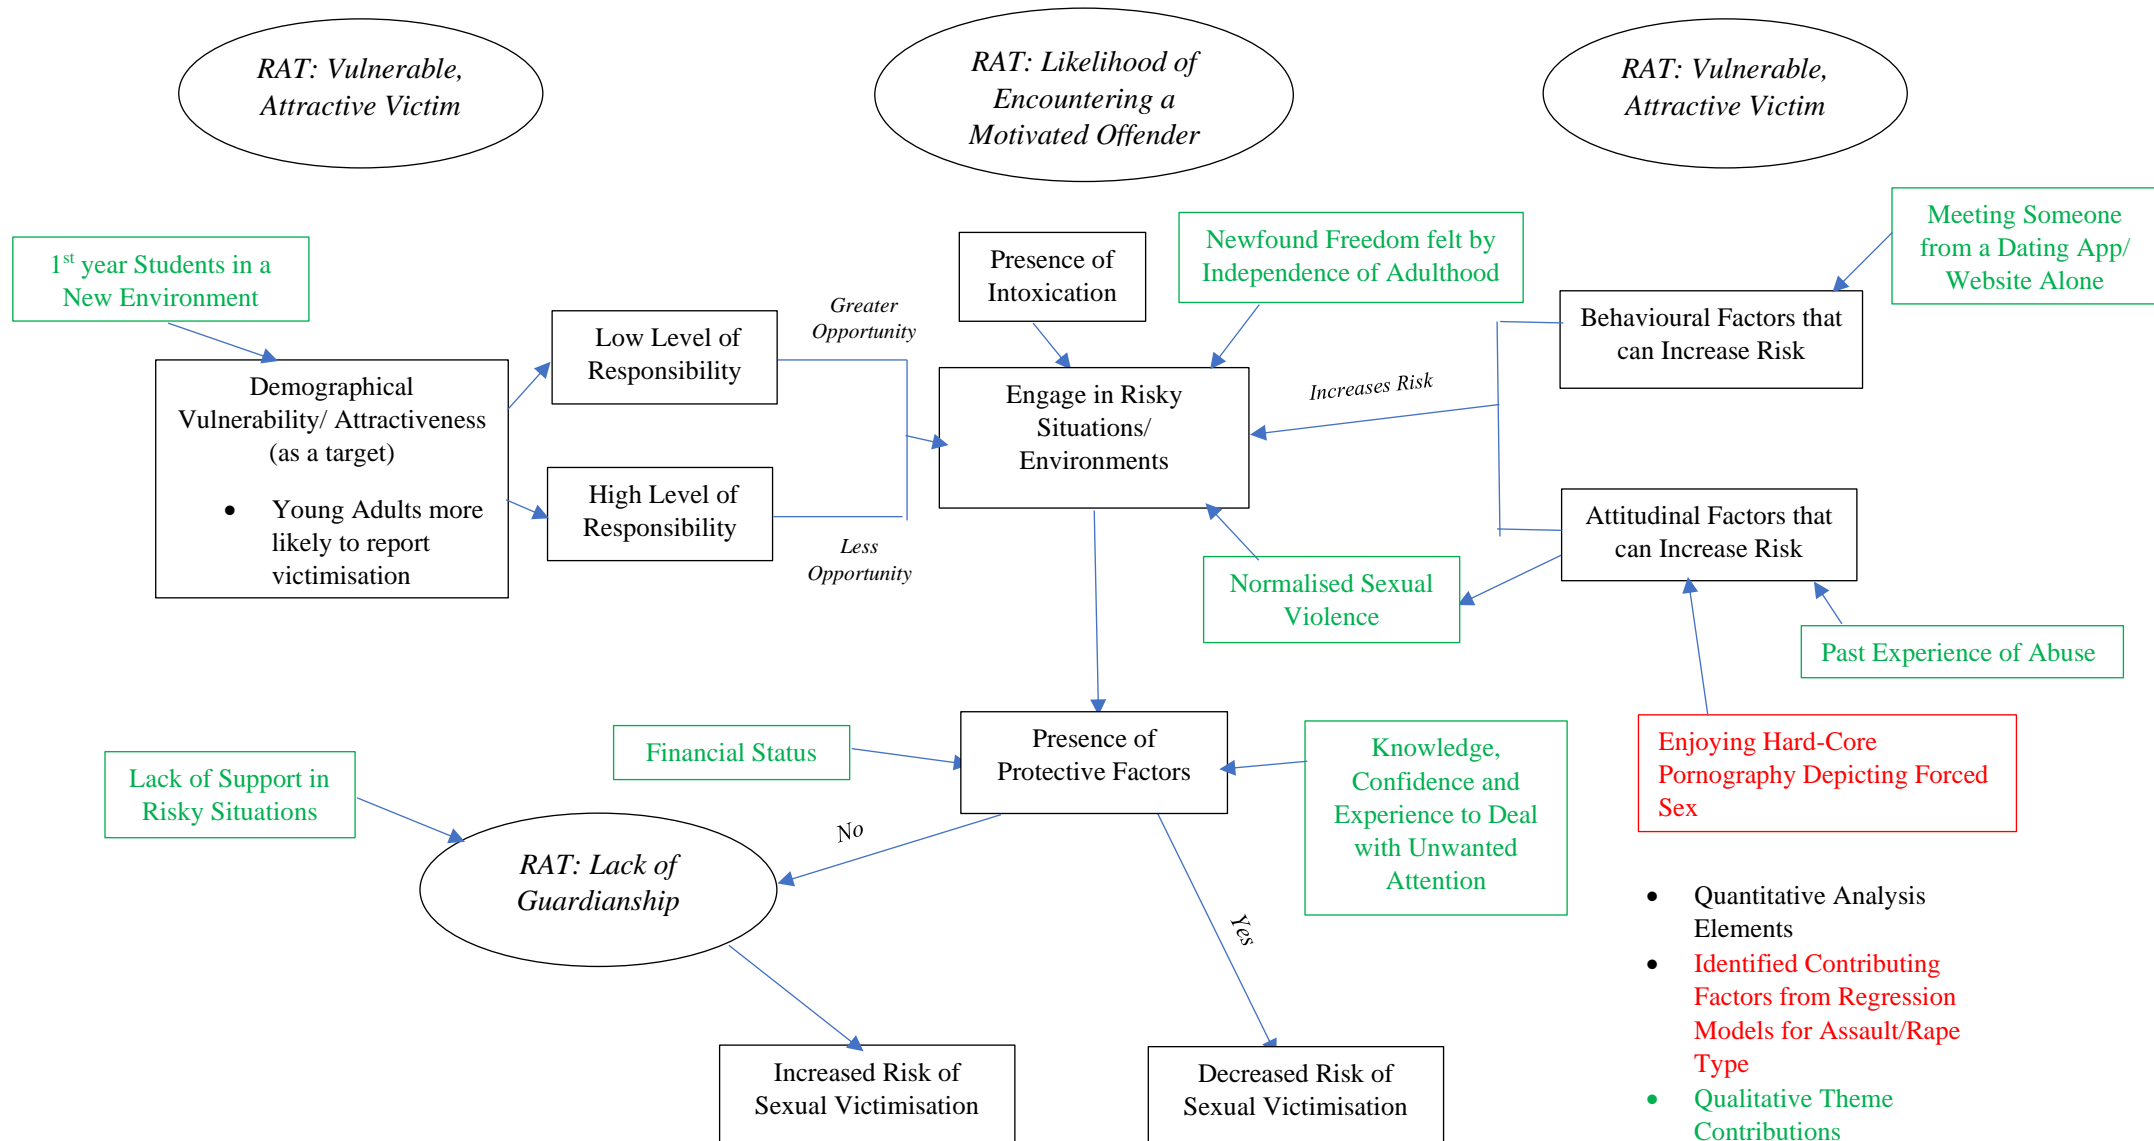 RAT: Vulnerable,
Attractive Victim
RAT: Likelihood of
Encountering a
Motivated Offender
RAT: Vulnerable,
Attractive Victim
1st year Students in a
New Environment
Presence of
Intoxication
Newfound Freedom felt by
Independence of Adulthood
Meeting Someone
from a Dating App/
Website Alone
Demographical
Vulnerability/ Attractiveness
(as a target)
• Young Adults more
likely to report
victimisation
Low Level of
Responsibility
Greater
Opportunity
High Level of
Responsibility
Less
Opportunity
Engage in Risky
Situations/
Environments
Increases Risk
Behavioural Factors that
can Increase Risk
Attitudinal Factors that
can Increase Risk
Normalised Sexual
Violence
Past Experience of Abuse
Enjoying Hard-Core
Pornography Depicting Forced
Sex
Financial Status
Presence of
Protective Factors
Knowledge,
Confidence and
Experience to Deal
with Unwanted
Attention
Lack of Support in
Risky Situations
No
Yes
RAT: Lack of
Guardianship
Increased Risk of
Sexual Victimisation
Decreased Risk of
Sexual Victimisation
• Quantitative Analysis
Elements
• Identified Contributing
Factors from Regression
Models for Assault/Rape
Type
• Qualitative Theme
Contributions